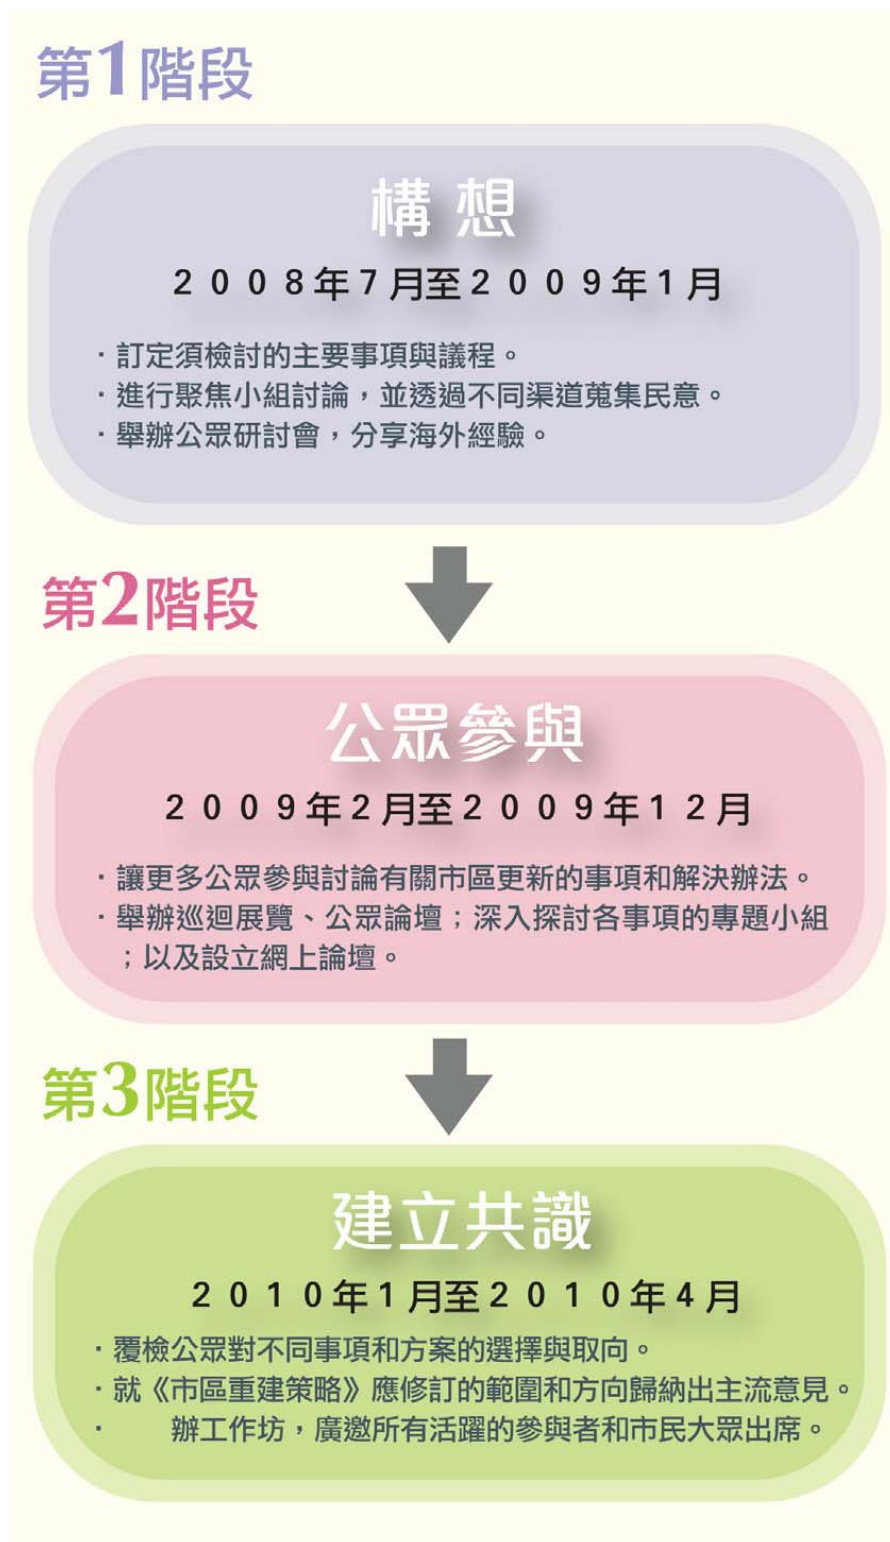 第1階段
構想
2008年7月至2009年1月
·訂定須檢討的主要事項與議程。
·進行聚焦小組討論，並透過不同渠道蒐集民意。
·舉辦公眾研討會，分享海外經驗。
第2階段
公眾參與
2009年2月至2009年12月
·讓更多公眾參與討論有關市區更新的事項和解決辦法。
·舉辦巡迴展覽、公眾論壇；深入探討各事項的專題小組
；以及設立網上論壇。
第3階段
建立共識
2010年1月至2010年4月
·覆檢公眾對不同事項和方案的選擇與取向。
·就《市區重建策略》應修訂的範圍和方向歸納出主流意見。
· 辦工作坊，廣邀所有活躍的參與者和市民大眾出席。